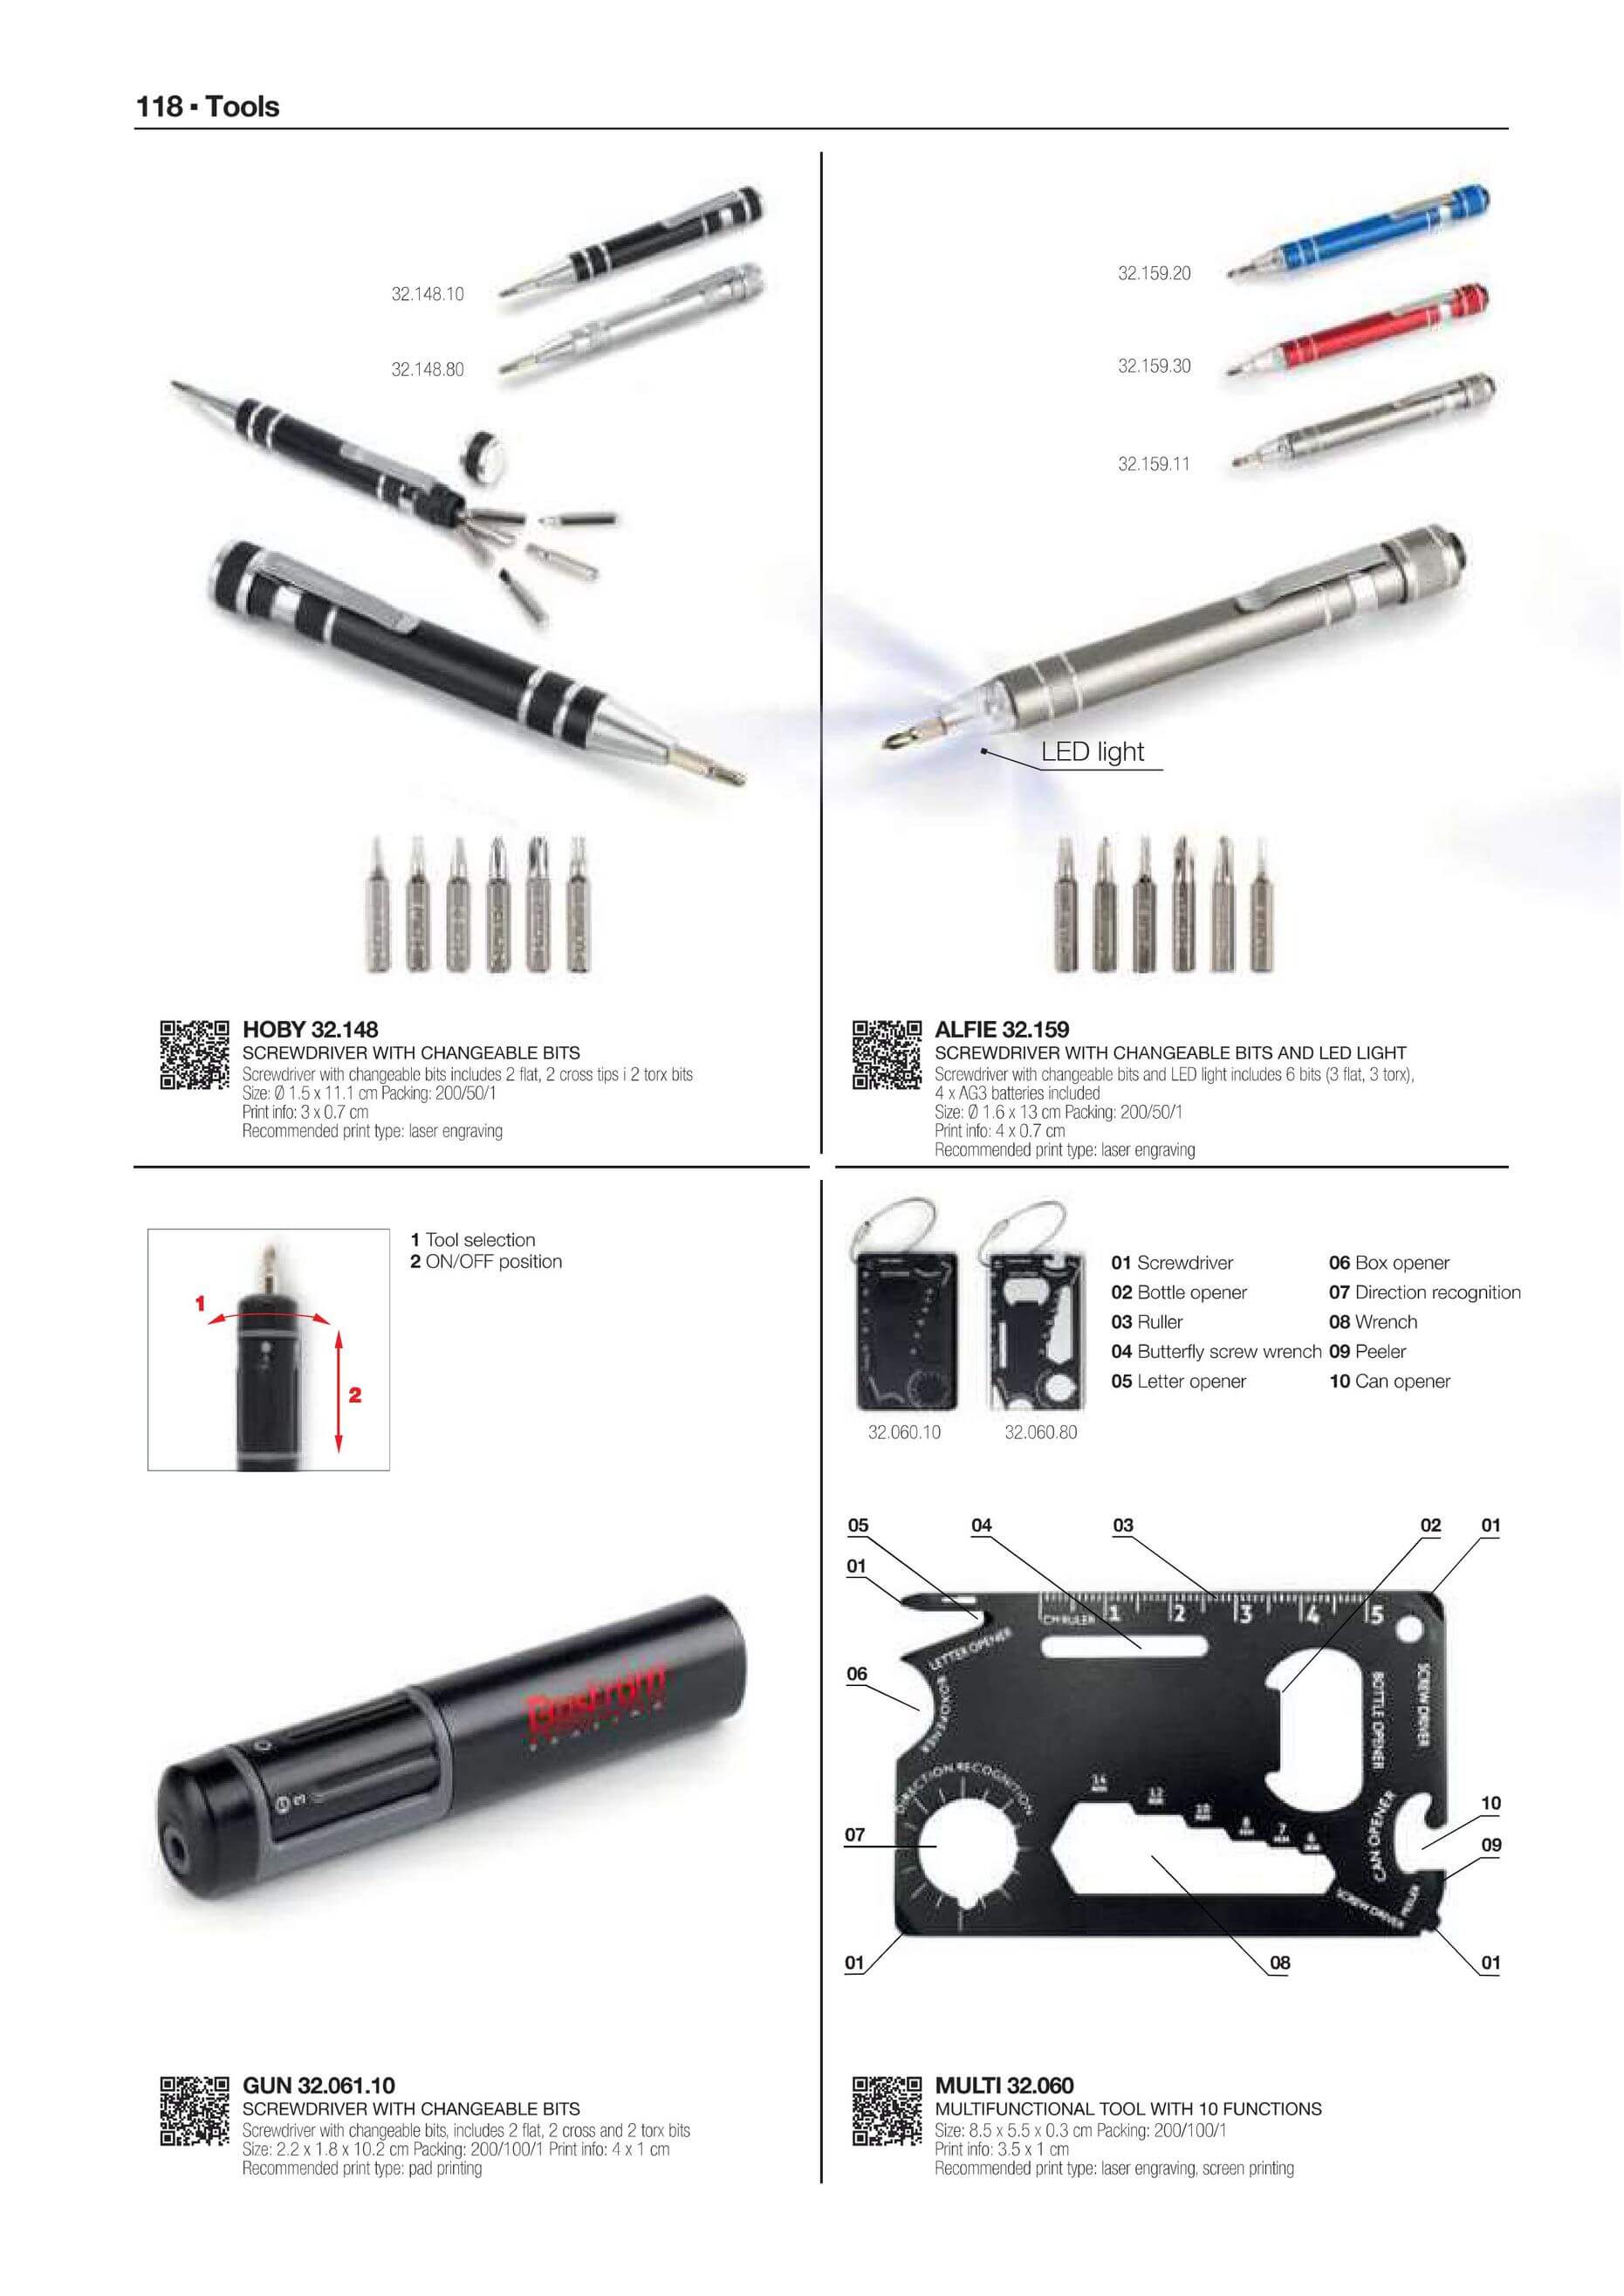 118 ▪ Tools
32.148.10
32.148.80
32.159.20
32.159.30
32.159.11
LED light
HOBY 32.148
SCREWDRIVER WITH CHANGEABLE BITS
Screwdriver with changeable bits includes 2 flat, 2 cross tips i 2 torx bits
Size: Ø 1.5 x 11.1 cm Packing: 200/50/1
Print info: 3 x 0.7 cm
Recommended print type: laser engraving
ALFIE 32.159
SCREWDRIVER WITH CHANGEABLE BITS AND LED LIGHT
Screwdriver with changeable bits and LED light includes 6 bits (3 flat, 3 torx),
4 x AG3 batteries included
Size: Ø 1.6 x 13 cm Packing: 200/50/1
Print info: 4 x 0.7 cm
Recommended print type: laser engraving
1 Tool selection
2 ON/OFF position
1
2
GUN 32.061.10
SCREWDRIVER WITH CHANGEABLE BITS
Screwdriver with changeable bits, includes 2 flat, 2 cross and 2 torx bits
Size: 2.2 x 1.8 x 10.2 cm Packing: 200/100/1 Print info: 4 x 1 cm
Recommended print type: pad printing
01 Screwdriver
02 Bottle opener
03 Ruller
04 Butterfly screw wrench
05 Letter opener
06 Box opener
07 Direction recognition
08 Wrench
09 Peeler
10 Can opener
32.060.10
32.060.80
05
04
03
02
01
01
CM RULER 1 2 3 4 5
LETTER OPENER
06
BOXOPENER
BOTTLE OPENER
SCREW DRIVER
DIRECTION RECOGNITION
14
12
10
8
7
6
CAN OPENER
10
07
09
SCREW DRIVER
PEELER
01
08
01
MULTI 32.060
MULTIFUNCTIONAL TOOL WITH 10 FUNCTIONS
Size: 8.5 x 5.5 x 0.3 cm Packing: 200/100/1
Print info: 3.5 x 1 cm
Recommended print type: laser engraving, screen printing